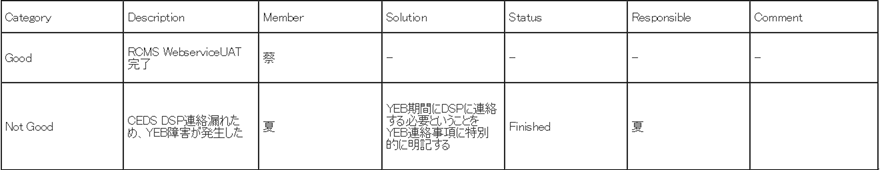 Category Description Member Solution Status Responsible Comment
Good RCMS WebserviceUAT完了 蔡 - - - -
Not Good CEDS DSP連絡漏れため、YEB障害が発生した 夏 YEB期間にDSPに連絡する必要ということをYEB連絡事項に特別的に明記する Finished 夏